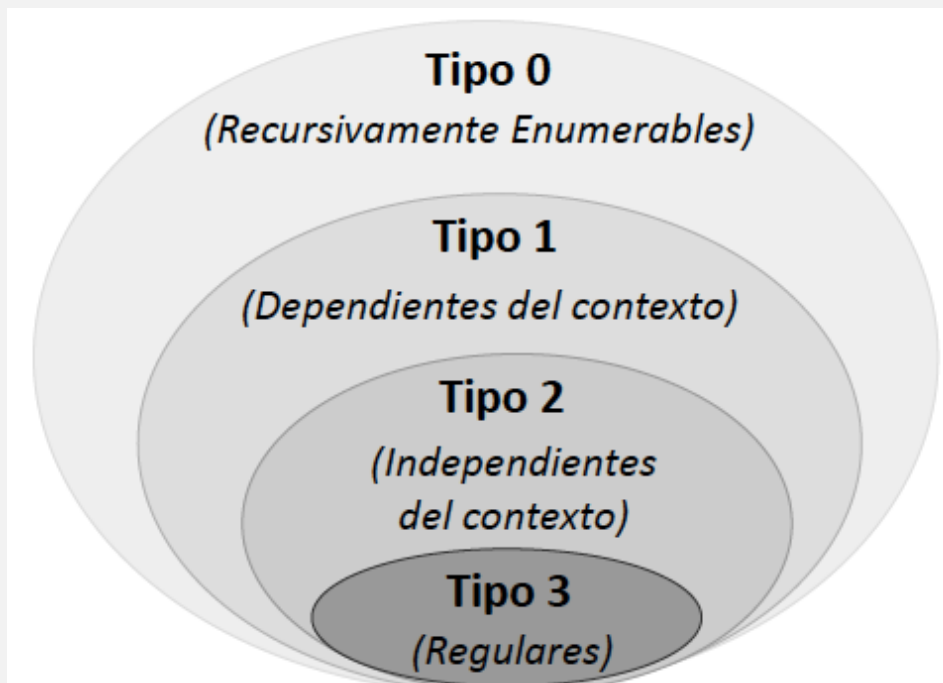 Tipo 0
(Recursivamente Enumerables)
Tipo 1
(Dependientes del contexto)
Tipo 2
(Independientes
del contexto)
Tipo 3
(Regulares)